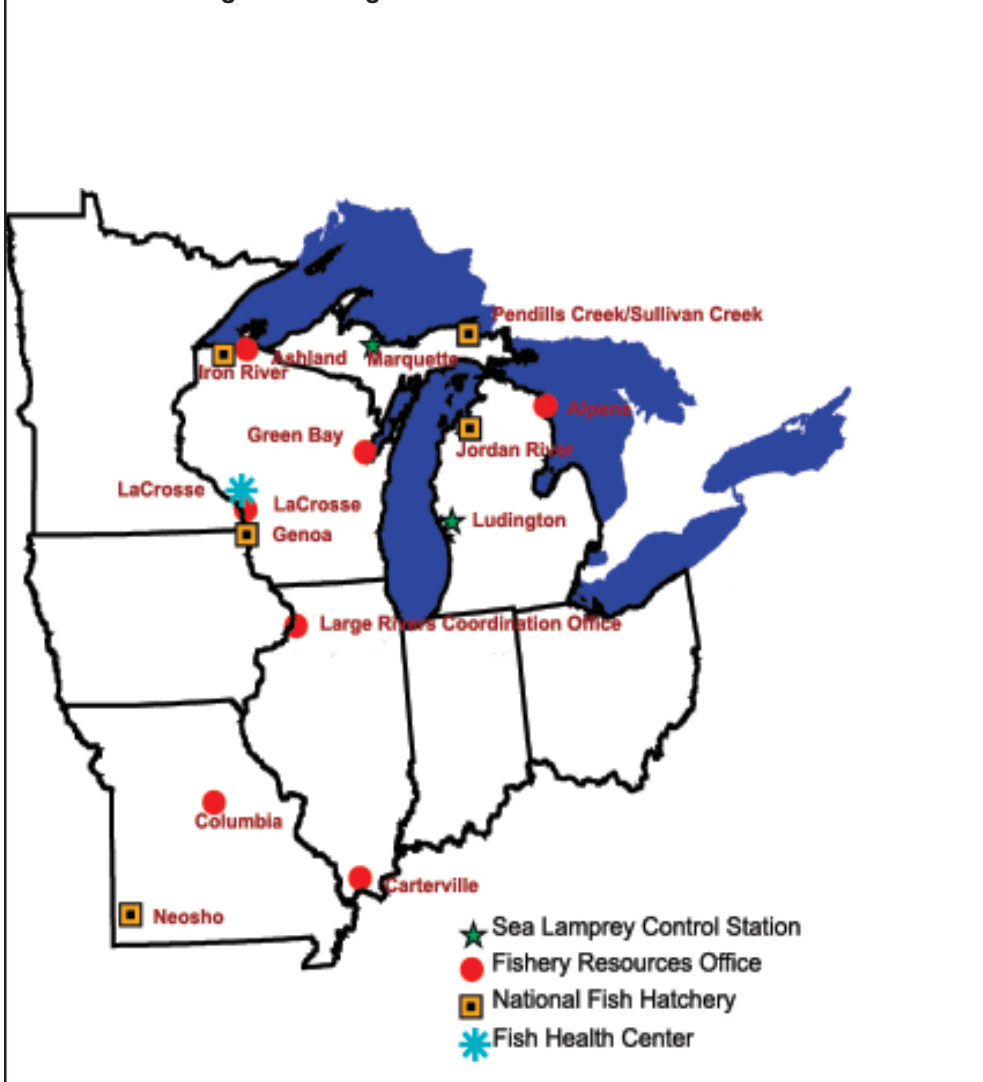 Pendills Creek/Sullivan Creek
Ashland
Marquette
Iron River
Alpena
Green Bay
Jordan River
LaCrosse
LaCrosse
Ludington
Genoa
Large Rivers Coordination Office
Columbia
Carterville
Neosho
Sea Lamprey Control Station
Fishery Resources Office
National Fish Hatchery
Fish Health Center